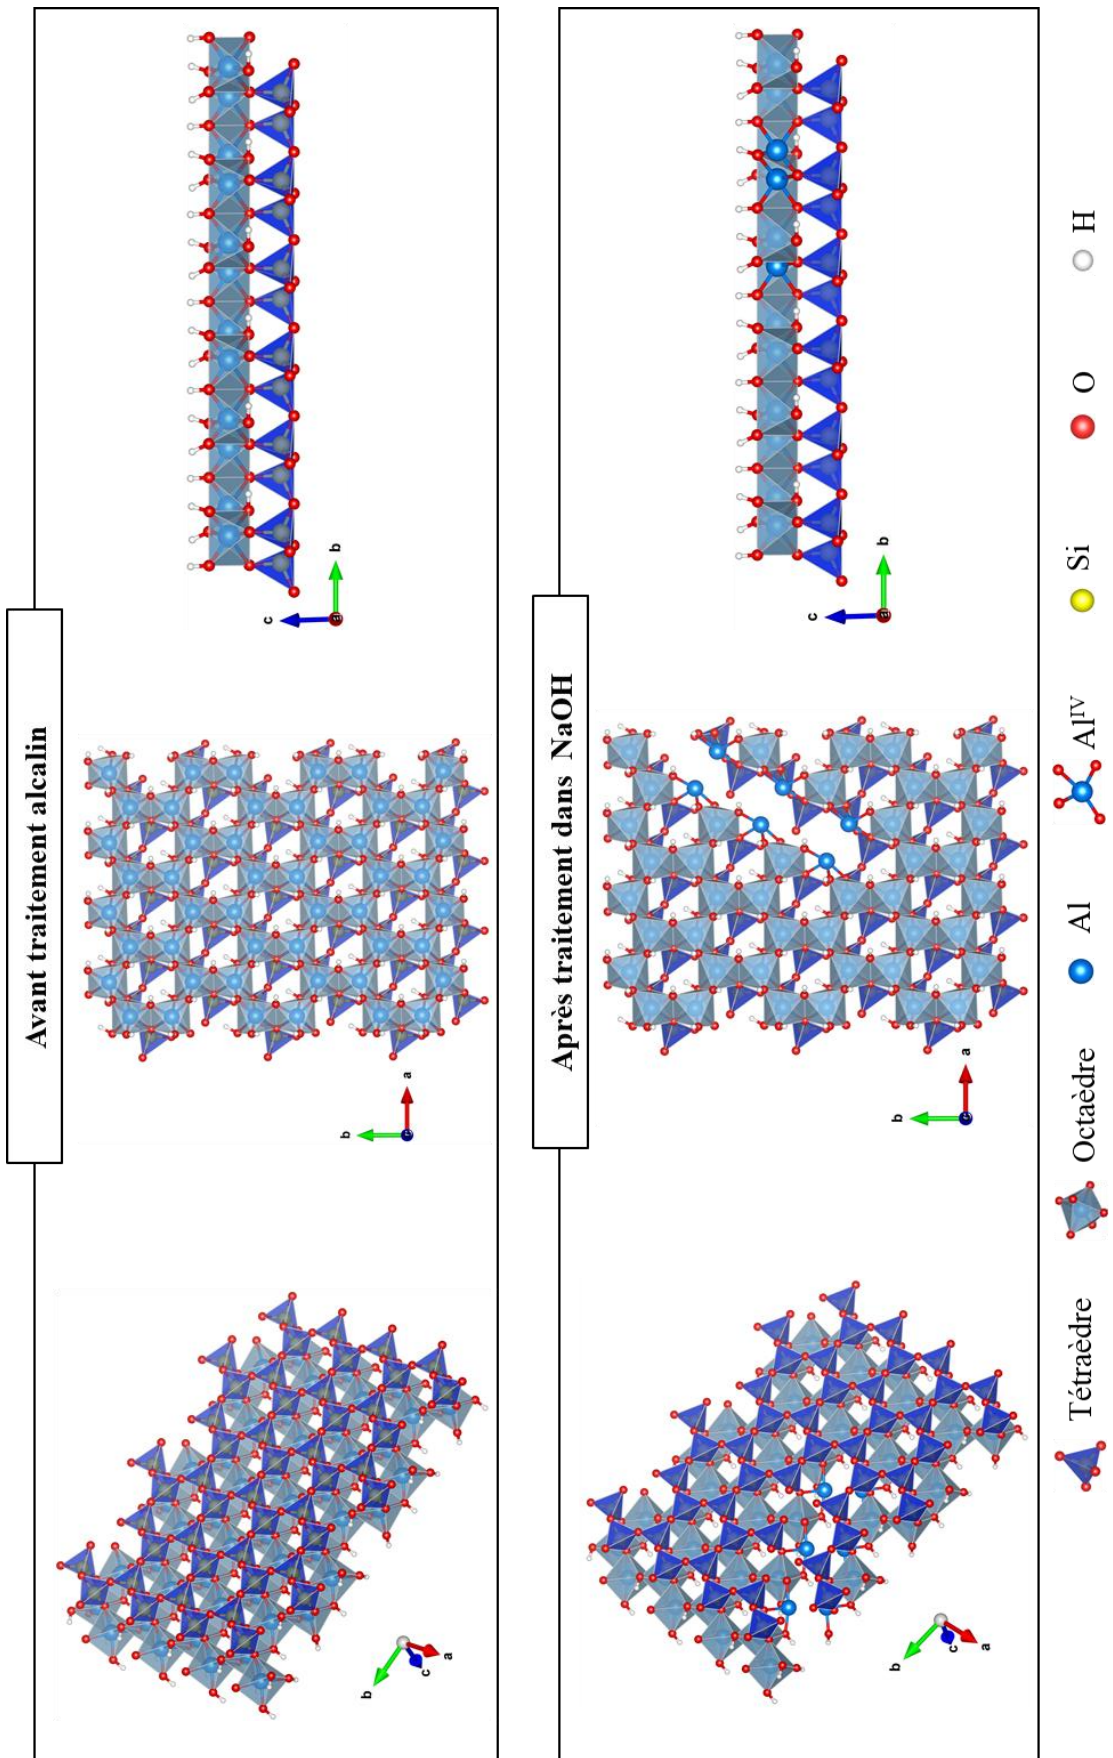 Avant traitement alcalin
b
c
a
b
a
c
b
Après traitement dans NaOH
b
c
a
b
a
c
b
Tétraèdre Octaèdre Al Al^IV Si O H